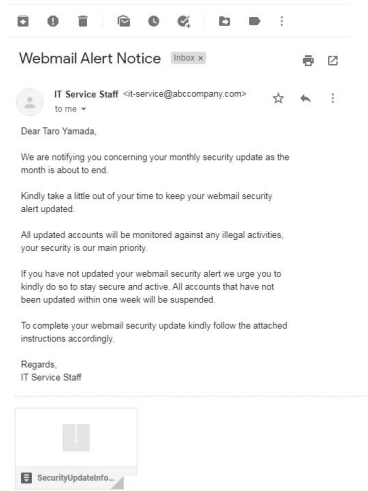 Webmail Alert Notice Inbox x
IT Service Staff <it-service@abccompany.com>
to me
Dear Taro Yamada,
We are notifying you concerning your monthly security update as the
month is about to end.
Kindly take a little out of your time to keep your webmail security
alert updated.
All updated accounts will be monitored against any illegal activities,
your security is our main priority.
If you have not updated your webmail security alert we urge you to
kindly do so to stay secure and active. All accounts that have not
been updated within one week will be suspended.
To complete your webmail security update kindly follow the attached
instructions accordingly.
Regards,
IT Service Staff
SecurityUpdateInfo...